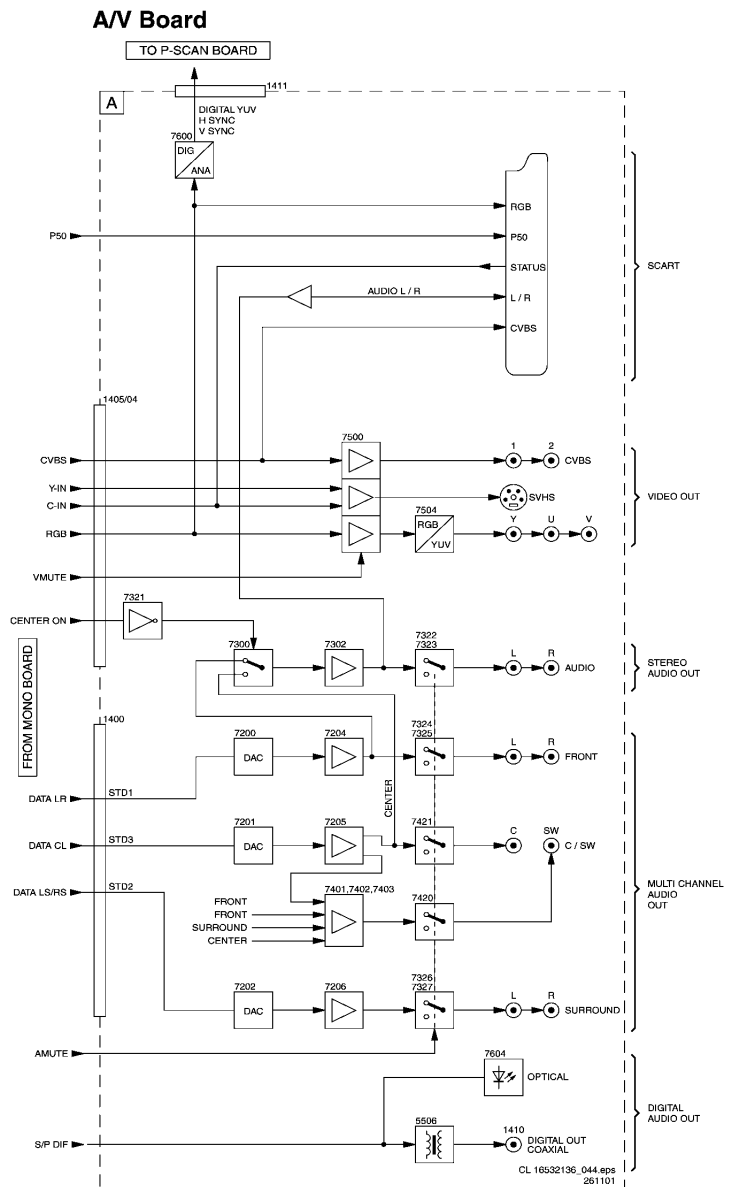 A/V Board
TO P-SCAN BOARD
1411
A
DIGITAL YUV
H SYNC
V SYNC
7600
DIG
ANA
RGB
P50
P50
STATUS
SCART
AUDIO L / R
L / R
CVBS
1405/04
7500
1 2
CVBS
CVBS
Y-IN
SVHS
VIDEO OUT
C-IN
7504
RGB
RGB
YUV
Y U V
VMUTE
7321
CENTER ON
7300
7302
7322
7323
L R
AUDIO
STEREO
AUDIO OUT
FROM MONO BOARD
1400
7200
DAC
7204
7324
7325
L R
FRONT
CENTER
DATA LR
STD1
7201
DAC
7205
7421
C SW
C / SW
DATA CL
STD3
DATA LS/RS
STD2
7401,7402,7403
7420
FRONT
FRONT
SURROUND
CENTER
MULTI CHANNEL
AUDIO
OUT
7202
DAC
7206
7326
7327
L R
SURROUND
AMUTE
7604
OPTICAL
DIGITAL
AUDIO OUT
5506
1410
S/P DIF
DIGITAL OUT
COAXIAL
CL 16532136_044.eps
261101